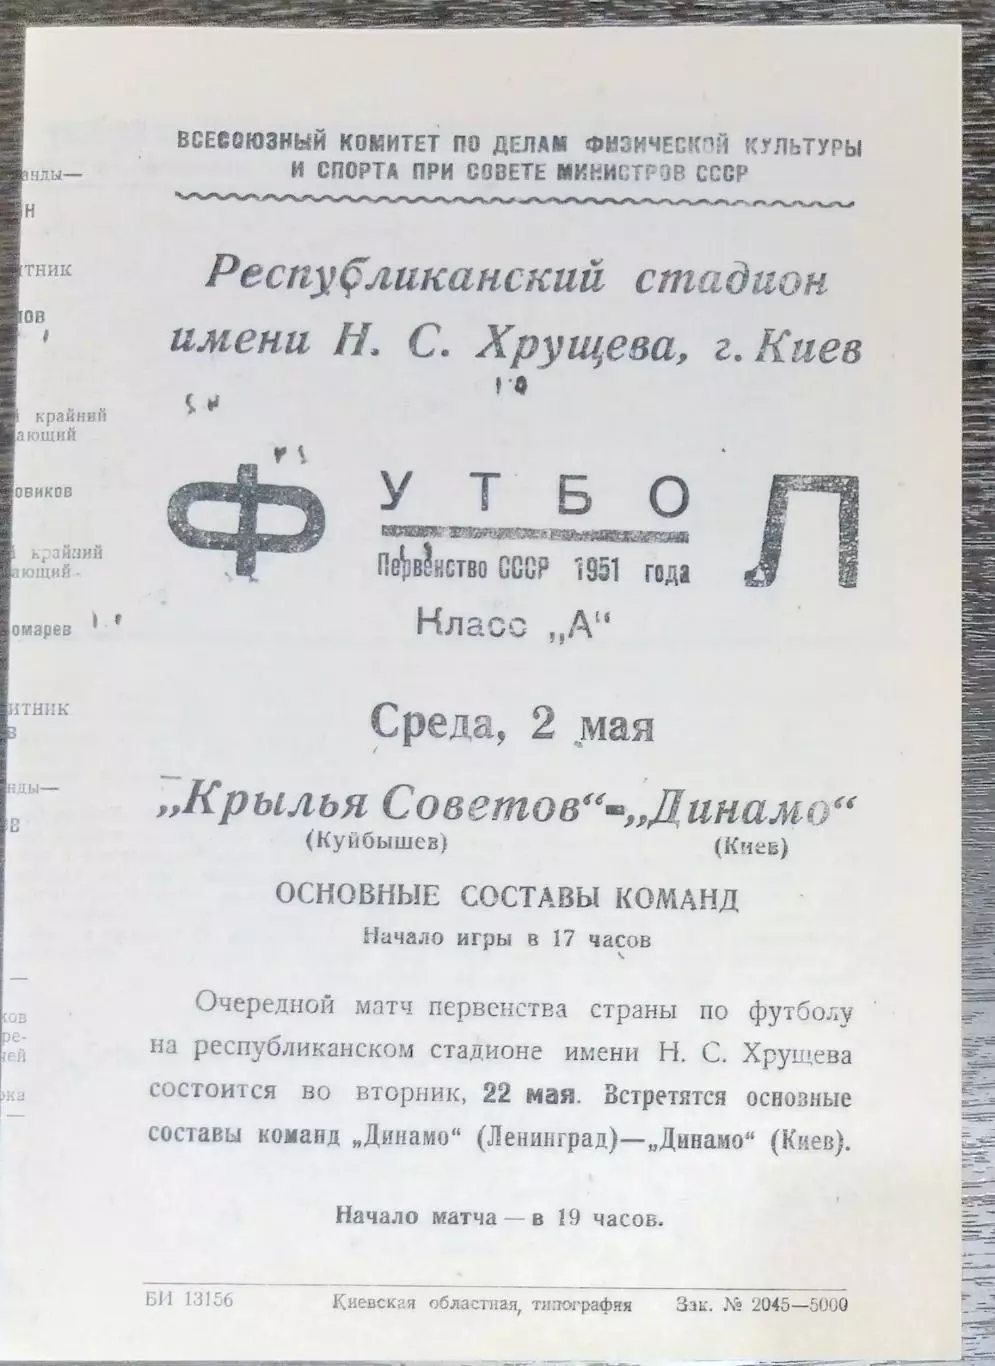 ВСЕСОЮЗНЫЙ КОМИТЕТ ПО ДЕЛАМ ФИЗИЧЕСКОЙ КУЛЬТУРЫ
И СПОРТА ПРИ СОВЕТЕ МИНИСТРОВ СССР
Республиканский стадион
имени Н. С. Хрущева, г. Киев
ФУТБОЛ
Первенство СССР 1951 года
Класс „А“
Среда, 2 мая
„Крылья Советов“-„Динамо“
(Куйбышев) (Киев)
ОСНОВНЫЕ СОСТАВЫ КОМАНД
Начало игры в 17 часов
Очередной матч первенства страны по футболу
на республиканском стадионе имени Н. С. Хрущева
состоится во вторник, 22 мая. Встретятся основные
составы команд „Динамо“ (Ленинград)—„Динамо“ (Киев).
Начало матча — в 19 часов.
БИ 13156 Киевская областная, типография Зак. № 2045—5000
крайний
крайний